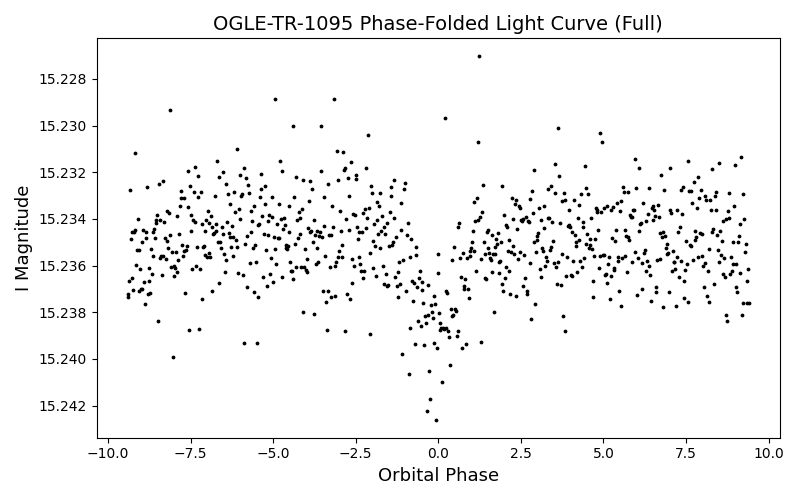 OGLE-TR-1095 Phase-Folded Light Curve (Full)
15.228
15.230
15.232
15.234
15.236
15.238
15.240
15.242
I Magnitude
−10.0 −7.5 −5.0 −2.5 0.0 2.5 5.0 7.5 10.0
Orbital Phase